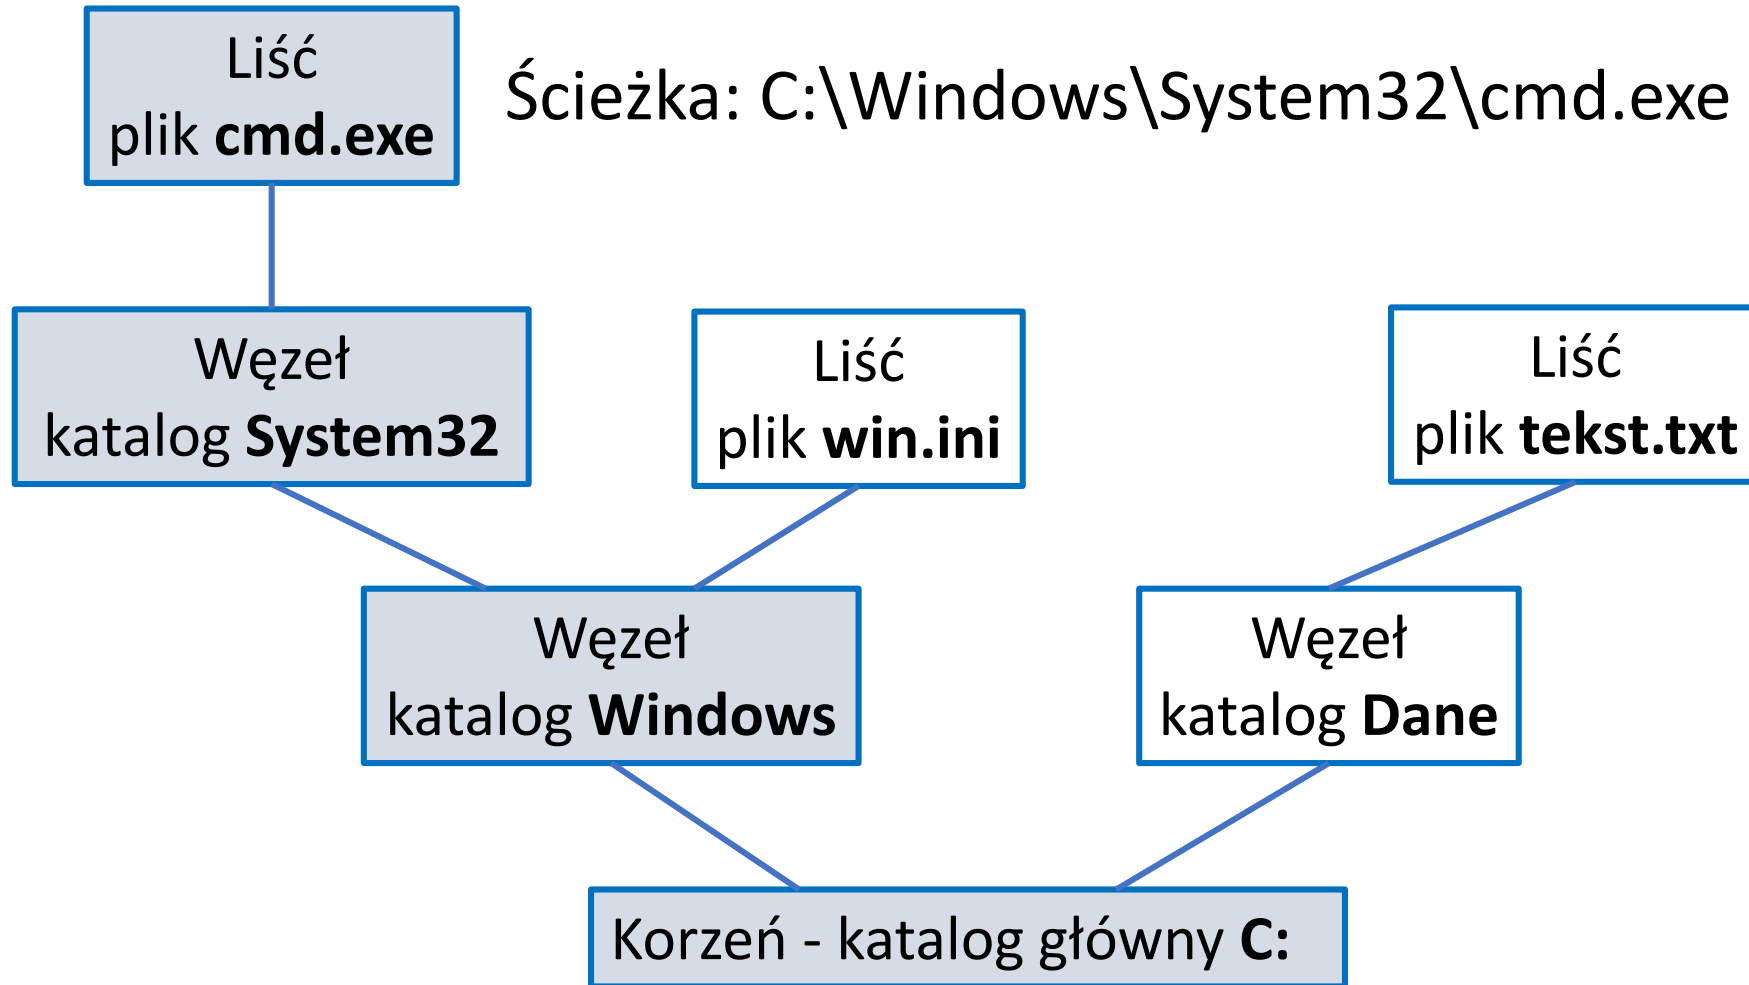 Liść
plik cmd.exe
Ścieżka: C:\Windows\System32\cmd.exe
Węzeł
katalog System32
Liść
plik win.ini
Liść
plik tekst.txt
Węzeł
katalog Windows
Węzeł
katalog Dane
Korzeń - katalog główny C: